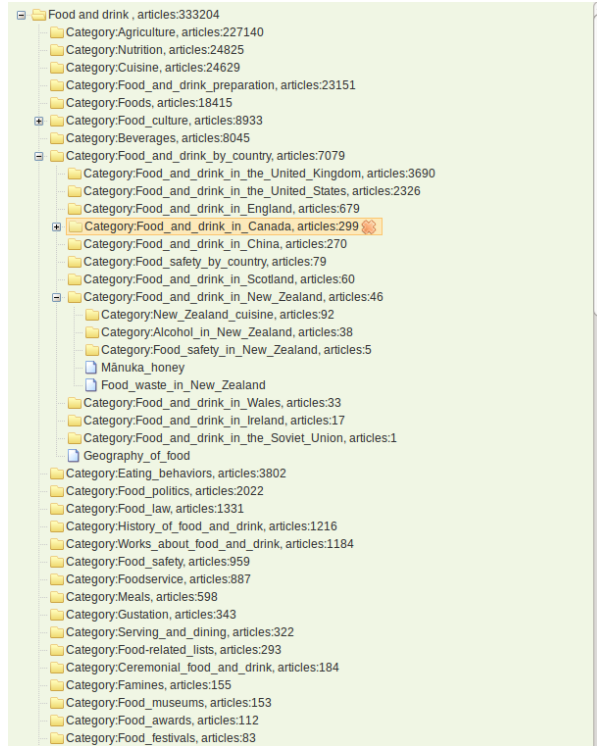 Food and drink , articles:333204
Category:Agriculture, articles:227140
Category:Nutrition, articles:24825
Category:Cuisine, articles:24629
Category:Food_and_drink_preparation, articles:23151
Category:Foods, articles:18415
Category:Food_culture, articles:8933
Category:Beverages, articles:8045
Category:Food_and_drink_by_country, articles:7079
Category:Food_and_drink_in_the_United_Kingdom, articles:3690
Category:Food_and_drink_in_the_United_States, articles:2326
Category:Food_and_drink_in_England, articles:679
Category:Food_and_drink_in_Canada, articles:299
Category:Food_and_drink_in_China, articles:270
Category:Food_safety_by_country, articles:79
Category:Food_and_drink_in_Scotland, articles:60
Category:Food_and_drink_in_New_Zealand, articles:46
Category:New_Zealand_cuisine, articles:92
Category:Alcohol_in_New_Zealand, articles:38
Category:Food_safety_in_New_Zealand, articles:5
Mānuka_honey
Food_waste_in_New_Zealand
Category:Food_and_drink_in_Wales, articles:33
Category:Food_and_drink_in_Ireland, articles:17
Category:Food_and_drink_in_the_Soviet_Union, articles:1
Geography_of_food
Category:Eating_behaviors, articles:3802
Category:Food_politics, articles:2022
Category:Food_law, articles:1331
Category:History_of_food_and_drink, articles:1216
Category:Works_about_food_and_drink, articles:1184
Category:Food_safety, articles:959
Category:Foodservice, articles:887
Category:Meals, articles:598
Category:Gustation, articles:343
Category:Serving_and_dining, articles:322
Category:Food-related_lists, articles:293
Category:Ceremonial_food_and_drink, articles:184
Category:Famines, articles:155
Category:Food_museums, articles:153
Category:Food_awards, articles:112
Category:Food_festivals, articles:83